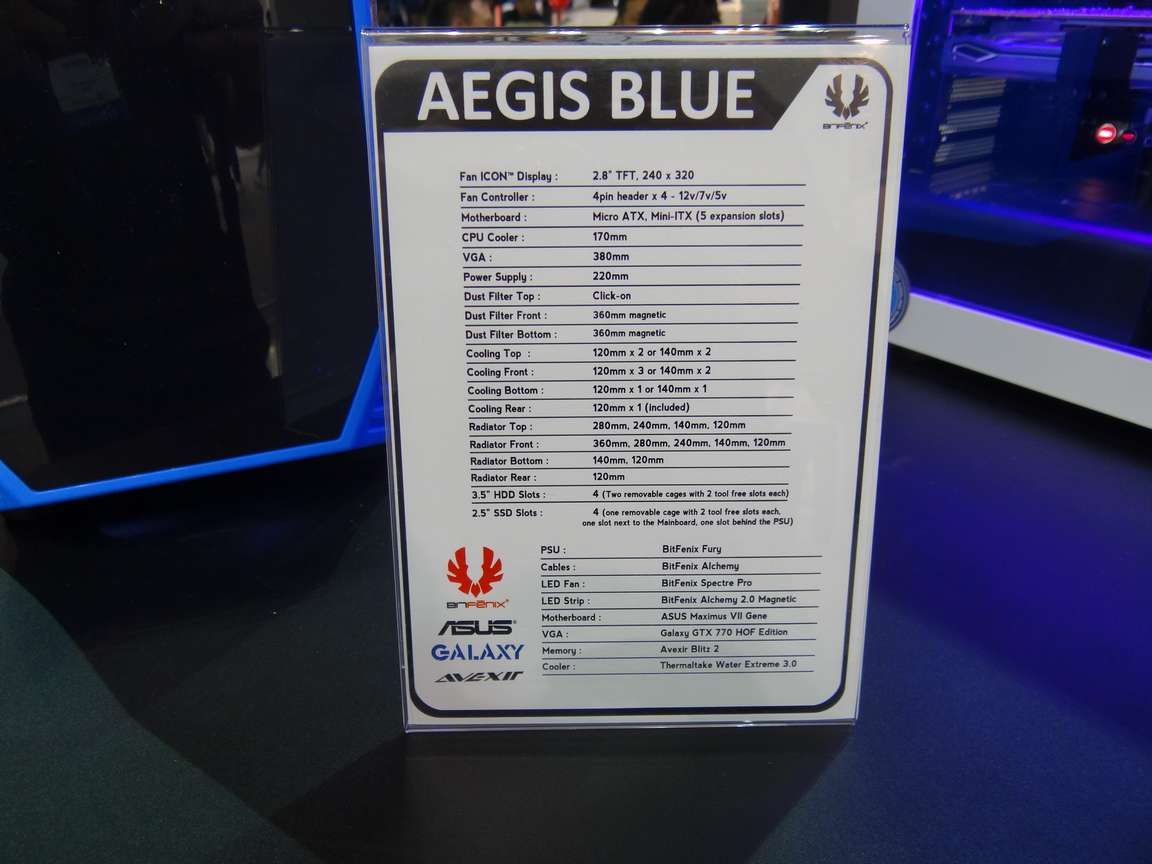 AEGIS BLUE
BITFENIX®
Fan ICON™ Display : 2.8" TFT, 240 x 320
Fan Controller : 4pin header x 4 - 12v/7v/5v
Motherboard : Micro ATX, Mini-ITX (5 expansion slots)
CPU Cooler : 170mm
VGA : 380mm
Power Supply : 220mm
Dust Filter Top : Click-on
Dust Filter Front : 360mm magnetic
Dust Filter Bottom : 360mm magnetic
Cooling Top : 120mm x 2 or 140mm x 2
Cooling Front : 120mm x 3 or 140mm x 2
Cooling Bottom : 120mm x 1 or 140mm x 1
Cooling Rear : 120mm x 1 (included)
Radiator Top : 280mm, 240mm, 140mm, 120mm
Radiator Front : 360mm, 280mm, 240mm, 140mm, 120mm
Radiator Bottom : 140mm, 120mm
Radiator Rear : 120mm
3.5" HDD Slots : 4 (Two removable cages with 2 tool free slots each)
2.5" SSD Slots : 4 (one removable cage with 2 tool free slots each,
one slot next to the Mainboard, one slot behind the PSU)
PSU : BitFenix Fury
Cables : BitFenix Alchemy
LED Fan : BitFenix Spectre Pro
LED Strip : BitFenix Alchemy 2.0 Magnetic
Motherboard : ASUS Maximus VII Gene
VGA : Galaxy GTX 770 HOF Edition
Memory : Avexir Blitz 2
Cooler : Thermaltake Water Extreme 3.0
BITFENIX®
ASUS®
GALAXY
AVEXIR